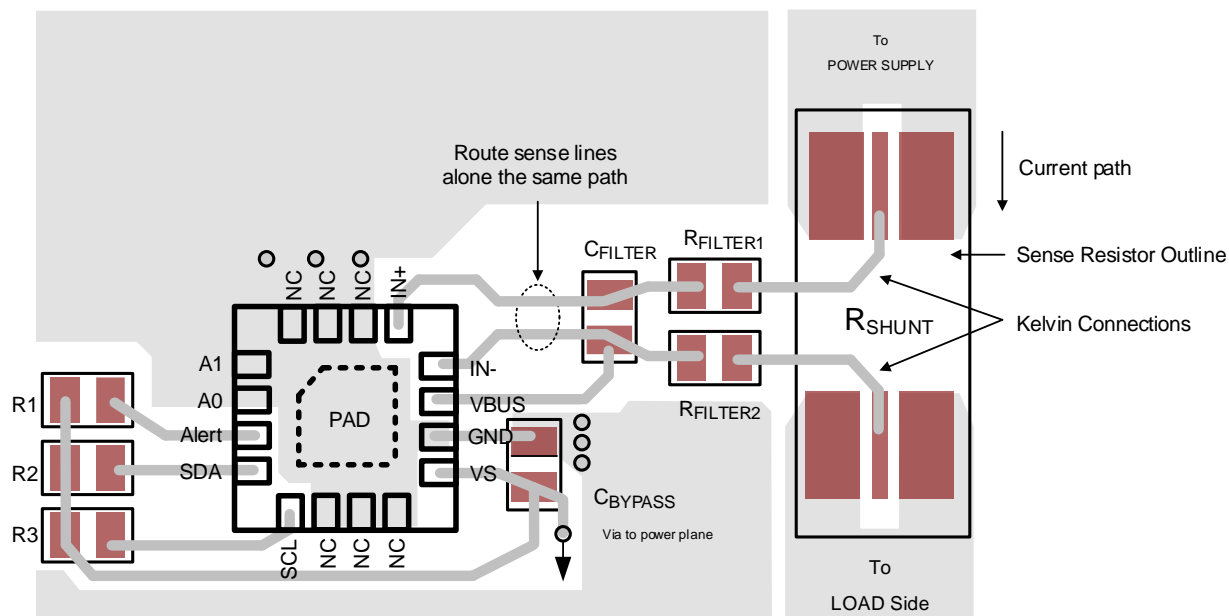 To
POWER SUPPLY
Route sense lines
alone the same path
Current path
CFILTER
RFILTER1
Sense Resistor Outline
NC
NC
NC
IN+
RSHUNT
Kelvin Connections
A1
IN-
R1
A0
PAD
VBUS
RFILTER2
Alert
GND
R2
SDA
VS
CBYPASS
R3
Via to power plane
SCL
NC
NC
NC
To
LOAD Side